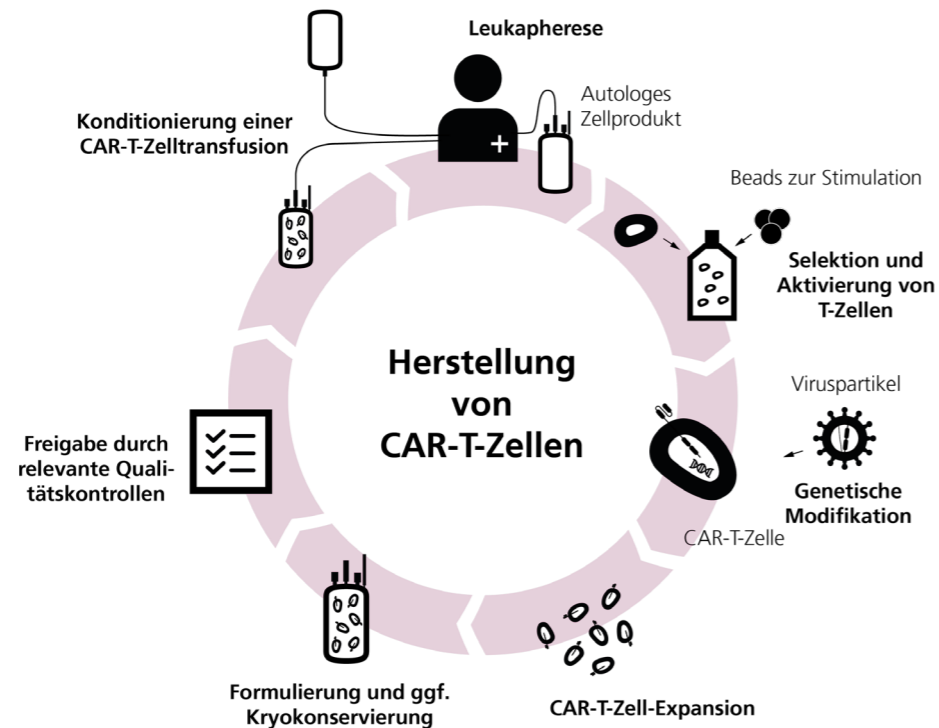 Leukapherese
Autologes
Zellprodukt
Beads zur Stimulation
Selektion und
Aktivierung von
T-Zellen
Viruspartikel
Genetische
Modifikation
CAR-T-Zelle
CAR-T-Zell-Expansion
Formulierung und ggf.
Kryokonservierung
Freigabe durch
relevante Quali-
tätskontrollen
Konditionierung einer
CAR-T-Zelltransfusion
Herstellung
von
CAR-T-Zellen